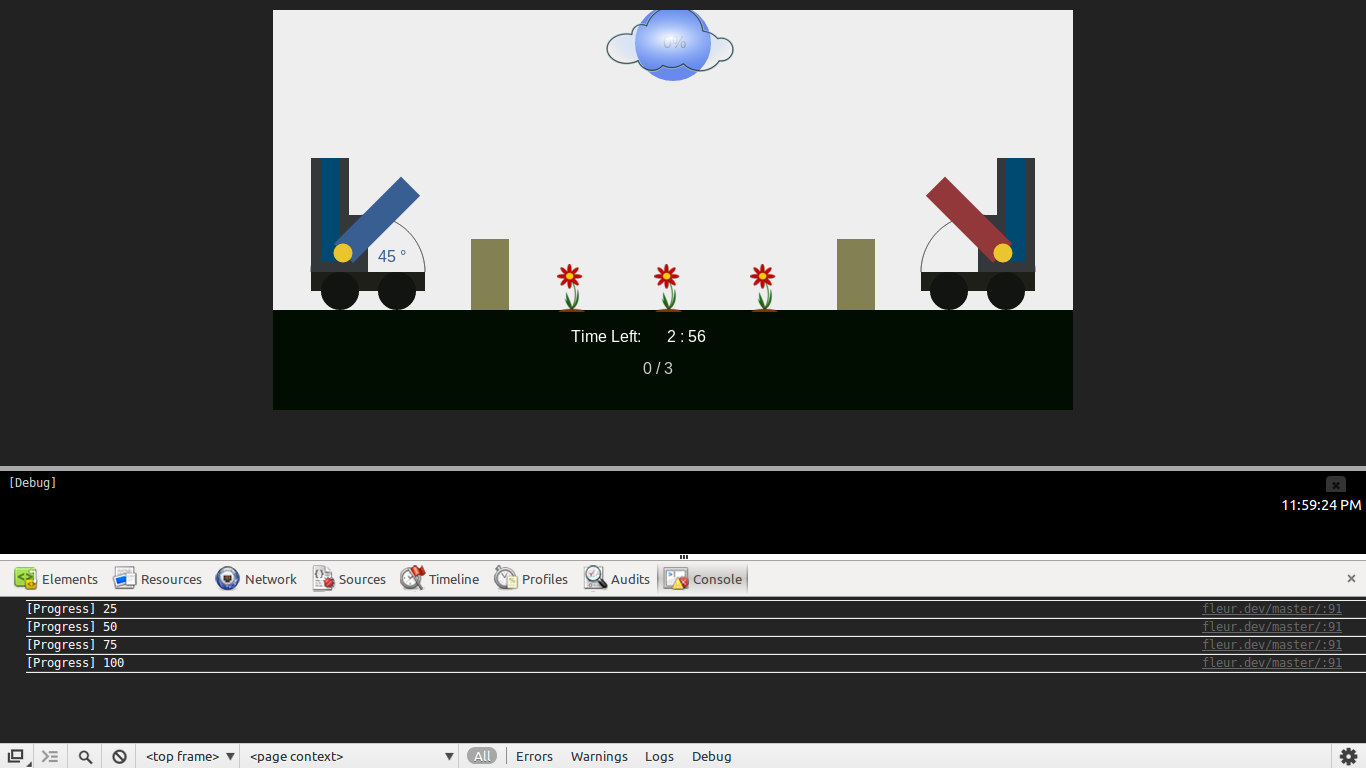 0%
45 °
Time Left: 2 : 56
0 / 3
[Debug]
11:59:24 PM
Elements Resources Network Sources Timeline Profiles Audits Console
[Progress] 25 fleur.dev/master/:91
[Progress] 50 fleur.dev/master/:91
[Progress] 75 fleur.dev/master/:91
[Progress] 100 fleur.dev/master/:91
<top frame> <page context> All Errors Warnings Logs Debug